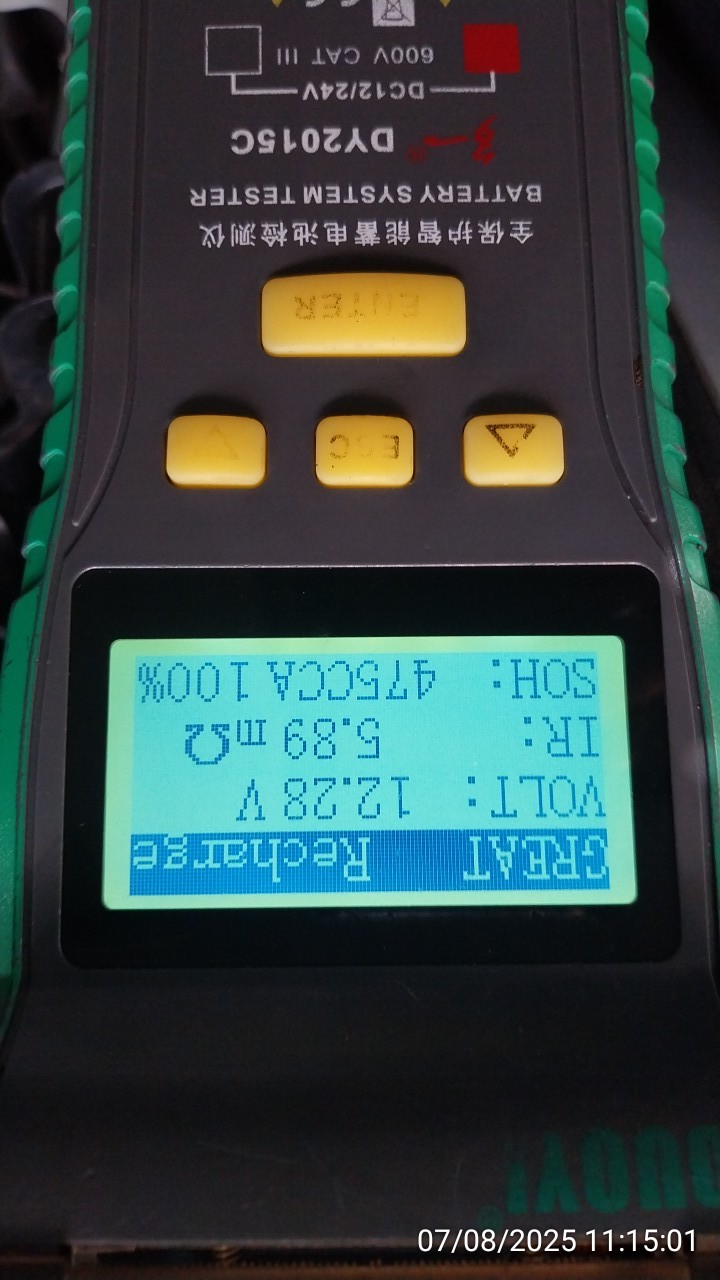 DUOYI®
GREAT Recharge
VOLT: 12.28 V
IR: 5.89 mΩ
SOH: 475CCA 100%
ESC
ENTER
全保护智能蓄电池检测仪
BATTERY SYSTEM TESTER
DY2015C
DC12/24V
600V CAT III
07/08/2025 11:15:01